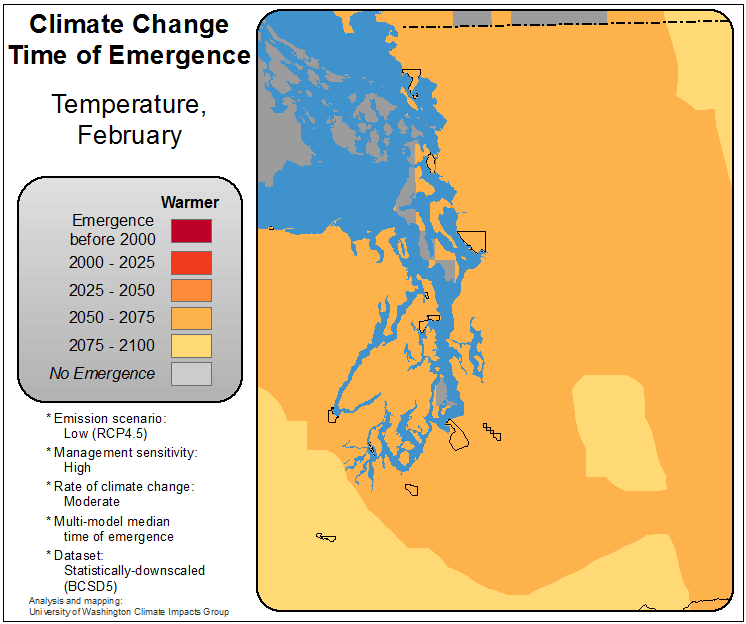 Climate Change
Time of Emergence
Temperature,
February
Warmer
Emergence
before 2000
2000 - 2025
2025 - 2050
2050 - 2075
2075 - 2100
No Emergence
* Emission scenario:
Low (RCP4.5)
* Management sensitivity:
High
* Rate of climate change:
Moderate
* Multi-model median
time of emergence
* Dataset:
Statistically-downscaled
(BCSD5)
Analysis and mapping:
University of Washington Climate Impacts Group